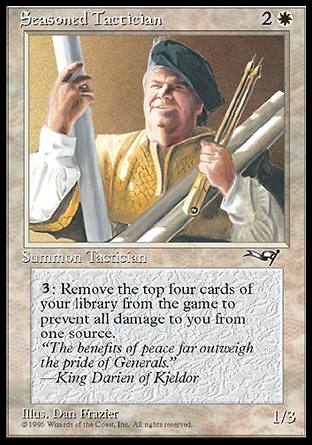 Seasoned Tactician 2
Summon Tactician
3: Remove the top four cards of
your library from the game to
prevent all damage to you from
one source.
“The benefits of peace far outweigh
the pride of Generals.”
—King Darien of Kjeldor
Illus. Dan Frazier 1/3
©1996 Wizards of the Coast, Inc. All rights reserved.